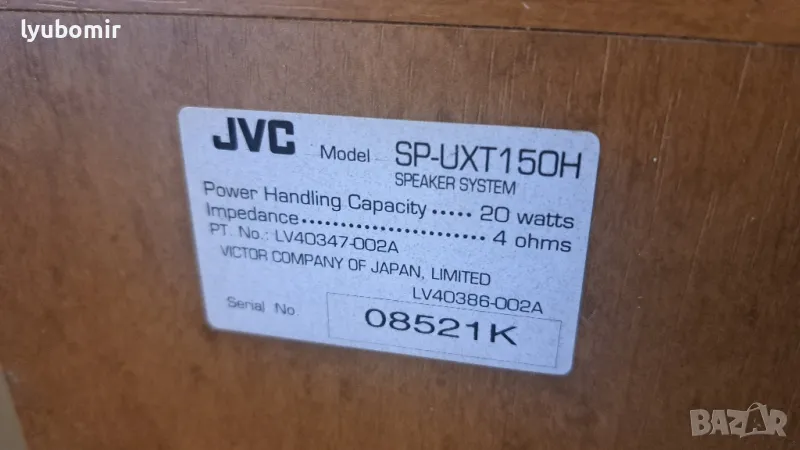 lyubomir
JVC Model SP-UXT150H
SPEAKER SYSTEM
Power Handling Capacity ..... 20 watts
Impedance........................... 4 ohms
PT. No.: LV40347-002A
VICTOR COMPANY OF JAPAN, LIMITED
LV40386-002A
Serial No 08521K
BAZAR